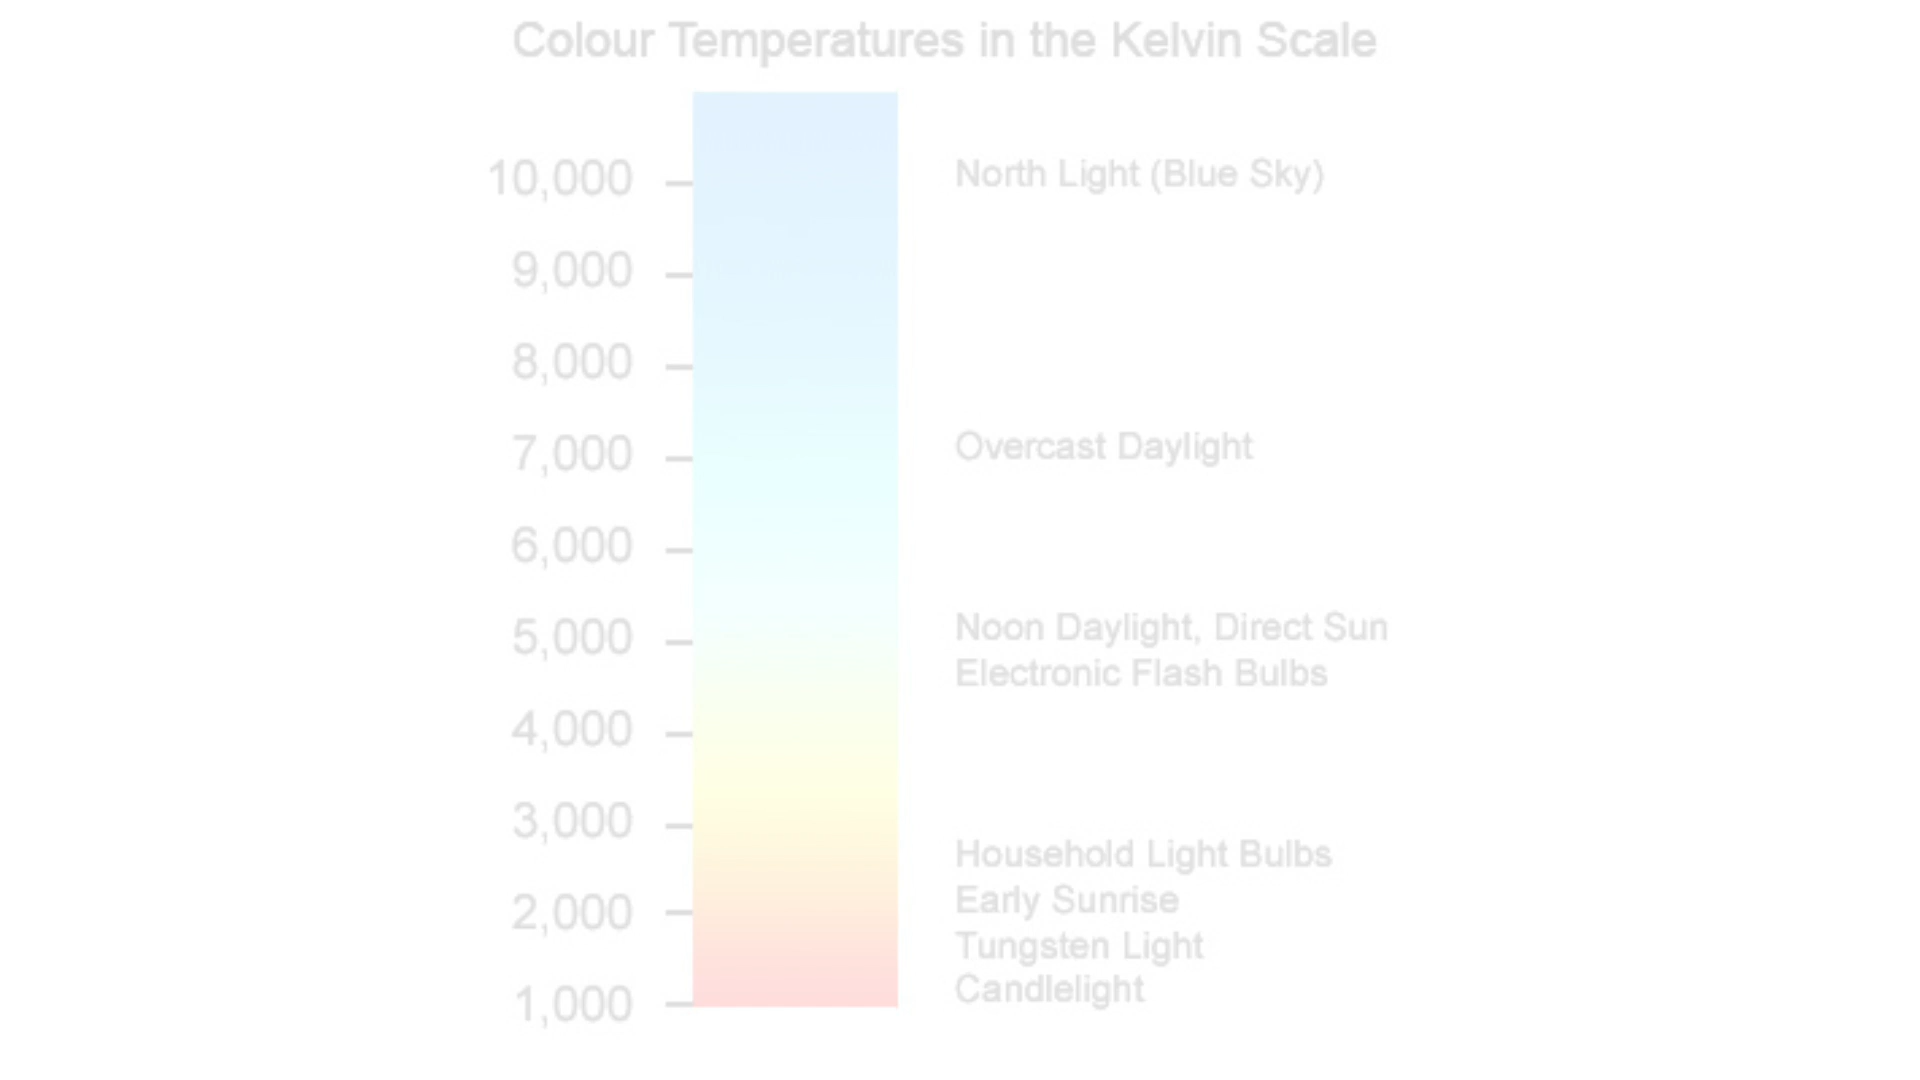 Colour Temperatures in the Kelvin Scale
10,000 North Light (Blue Sky)
9,000
8,000
7,000 Overcast Daylight
6,000
5,000 Noon Daylight, Direct Sun
Electronic Flash Bulbs
4,000
3,000
Household Light Bulbs
2,000 Early Sunrise
Tungsten Light
1,000 Candlelight